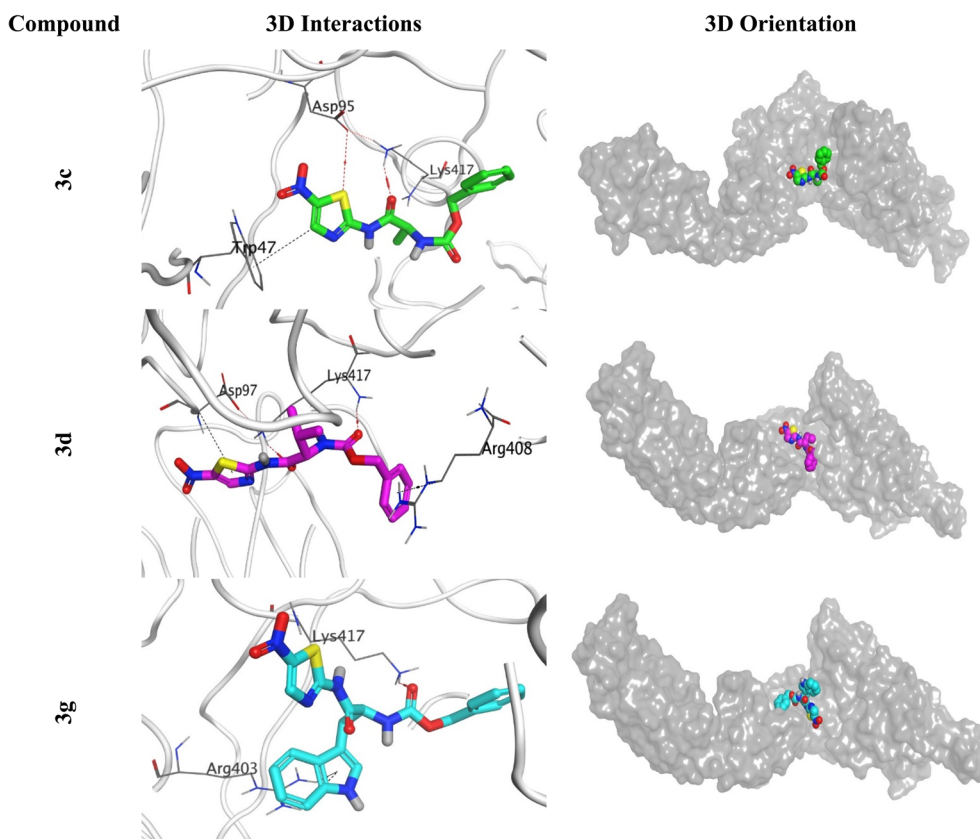 Compound 3D Interactions 3D Orientation
3c
Asp95
Lys417
Trp47
3d
Lys417
Asp97
Arg408
3g
Lys417
Arg403